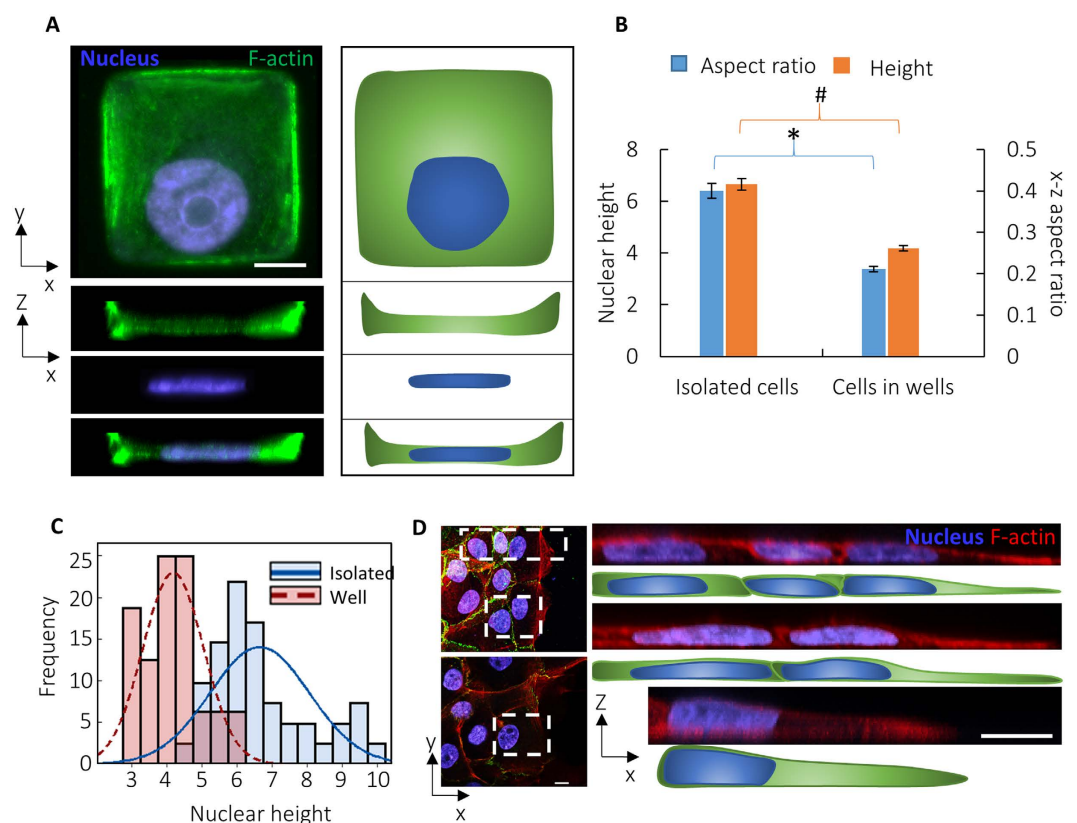 A
Nucleus F-actin
y
x
Z
x
B
Aspect ratio Height
#
*
Nuclear height
8
6
4
2
0
x-z aspect ratio
0.5
0.4
0.3
0.2
0.1
0
Isolated cells Cells in wells
C
Frequency
25
20
15
10
5
0
Isolated
Well
3 4 5 6 7 8 9 10
Nuclear height
D
Nucleus F-actin
y
x
Z
x